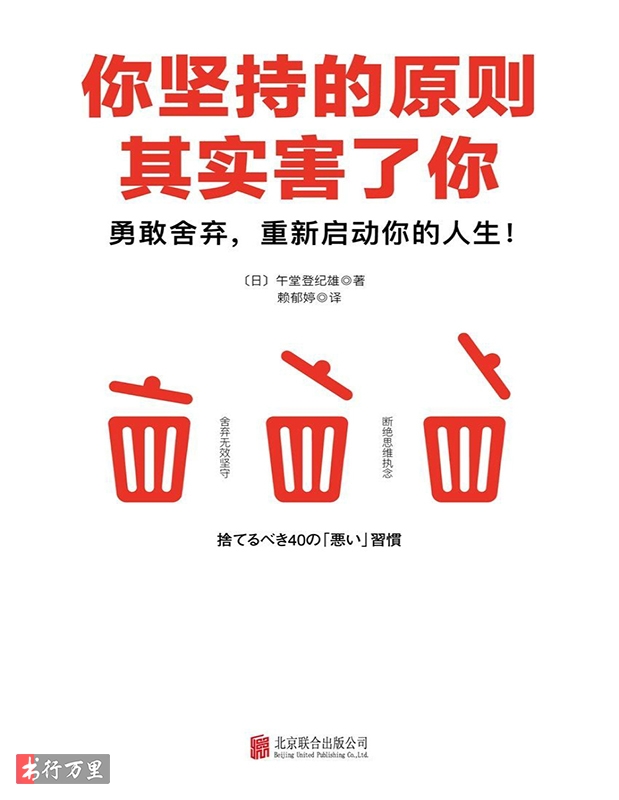 你坚持的原则
其实害了你
勇敢舍弃，重新启动你的人生！
〔日〕午堂登纪雄◎著
赖郁婷◎译
舍弃无效坚守
断绝思维执念
捨てるべき40の「悪い」習慣
北京联合出版公司
Beijing United Publishing Co.,Ltd.
书行万里